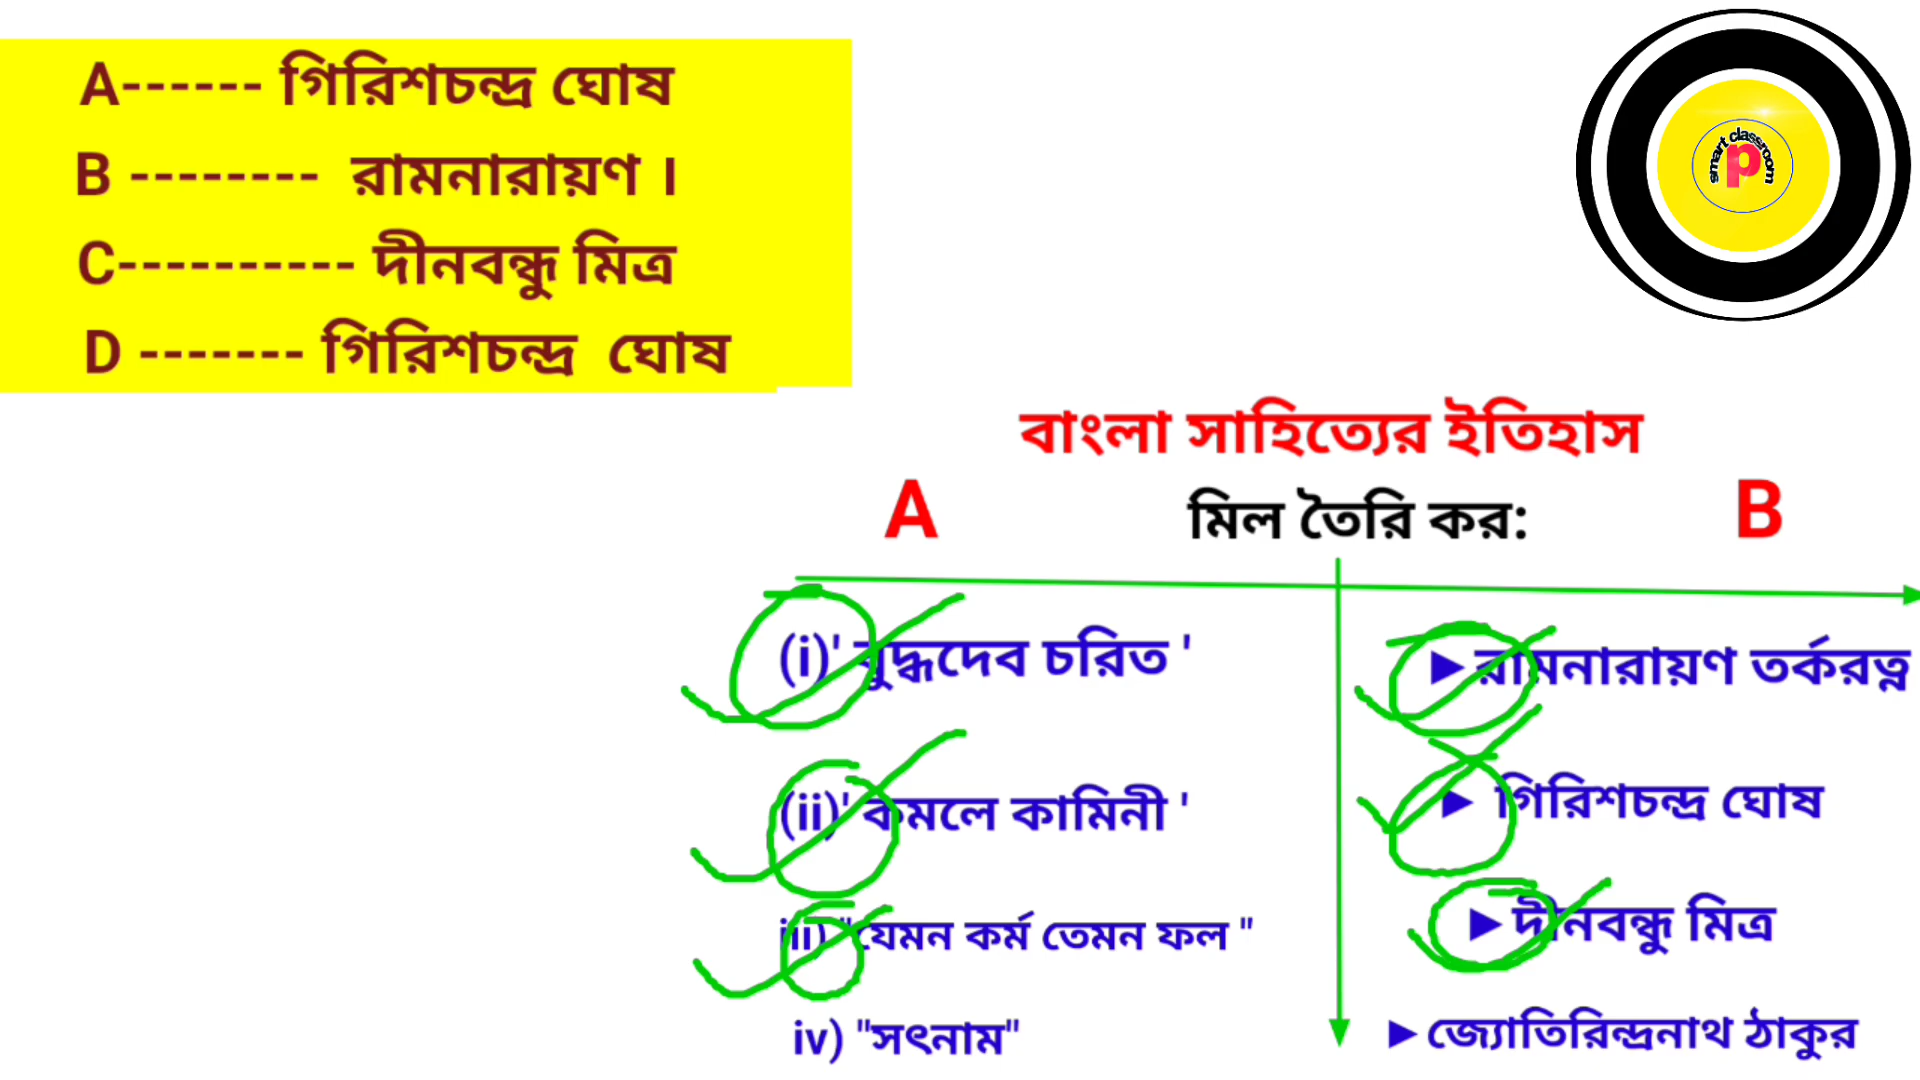 A------ গিরিশচন্দ্র ঘোষ
B -------- রামনারায়ণ ।
C---------- দীনবন্ধু মিত্র
D ------- গিরিশচন্দ্র ঘোষ
smart classroom
p
বাংলা সাহিত্যের ইতিহাস
A মিল তৈরি কর: B
(i)' বুদ্ধদেব চরিত ' ►রামনারায়ণ তর্করত্ন
(ii)' কমলে কামিনী ' ► গিরিশচন্দ্র ঘোষ
iii) "যেমন কর্ম তেমন ফল " ►দীনবন্ধু মিত্র
iv) "সৎনাম" ►জ্যোতিরিন্দ্রনাথ ঠাকুর